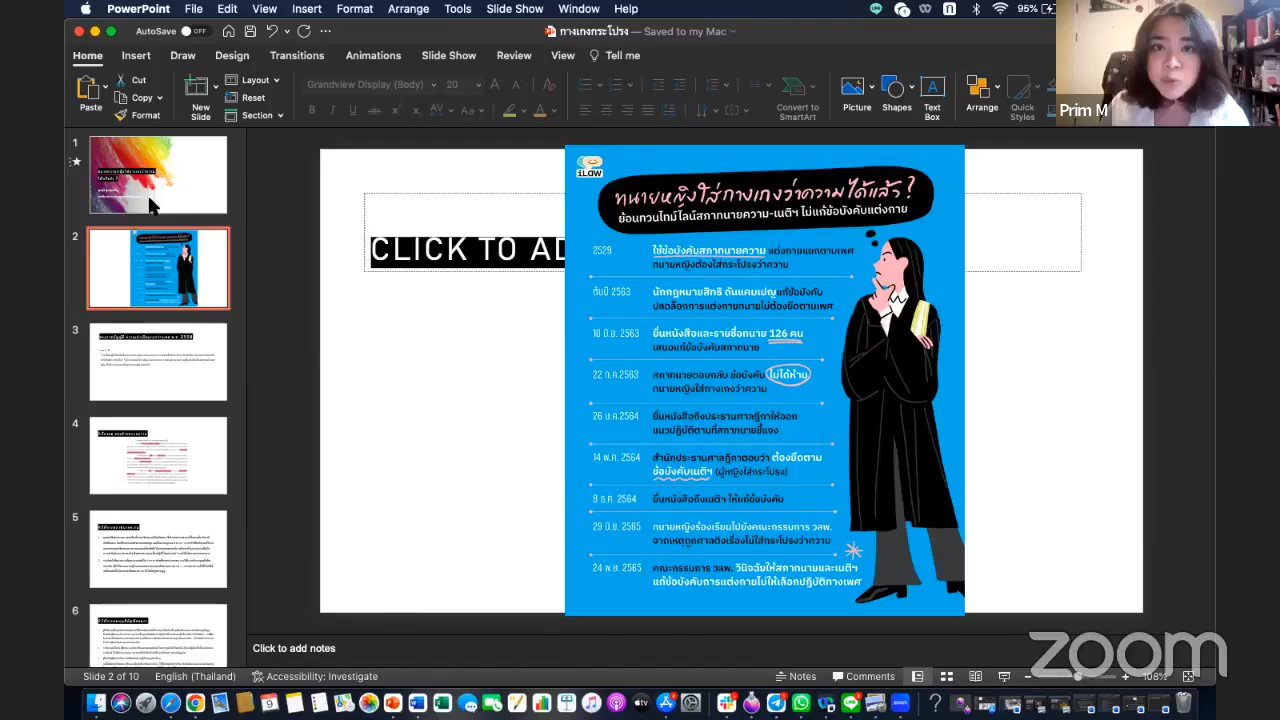 PowerPoint File Edit View Insert Format Arrange Tools Slide Show Window Help 95%
AutoSave OFF กางเกงกระโปรง — Saved to my Mac
Home Insert Draw Design Transitions Animations Slide Show Review View Tell me
Paste Cut Copy Format
New Slide Layout Reset Section
Grandview Display (Body) 20
Convert to SmartArt
Picture Shapes Text Box Arrange Quick Styles
Prim M
1
2
3
4
5
6
CLICK TO AD
iLAW
ทนายหญิงใส่กางเกงว่าความได้แล้ว?
ย้อนทวนไทม์ไลน์สภาทนายความ-เนติฯ ไม่แก้ข้อบังคับแต่งกาย
2529 ใช้ข้อบังคับสภาทนายความ แต่งกายแยกตามเพศ
ทนายหญิงต้องใส่กระโปรงว่าความ
ต้นปี 2563 นักกฎหมายสิทธิ ดันแคมเปญแก้ข้อบังคับ
ปลดล็อกการแต่งกายทนายไม่ต้องยึดตามเพศ
10 มิ.ย. 2563 ยื่นหนังสือและรายชื่อทนาย 126 คน
เสนอแก้ข้อบังคับสภาทนาย
22 ก.ค.2563 สภาทนายตอบกลับ ข้อบังคับ ไม่ได้ห้าม
ทนายหญิงใส่กางเกงว่าความ
26 ม.ค. 2564 ยื่นหนังสือถึงประธานศาลฎีกาให้ออก
แนวปฏิบัติตามที่สภาทนายชี้แจง
14 พ.ค. 2564 สำนักประธานศาลฎีกาตอบว่า ต้องยึดตาม
ข้อบังคับเนติฯ (ผู้หญิงใส่กระโปรง)
8 ธ.ค. 2564 ยื่นหนังสือถึงเนติฯ ให้แก้ข้อบังคับ
29 มิ.ย. 2565 ทนายหญิงร้องเรียนไปยังคณะกรรมการ วลพ.
จากเหตุถูกศาลติงเรื่องไม่ใส่กระโปรงว่าความ
24 พ.ย. 2565 คณะกรรมการ วลพ. วินิจฉัยให้สภาทนายและเนติฯ
แก้ข้อบังคับการแต่งกายไม่ให้เลือกปฏิบัติทางเพศ
Slide 2 of 10 English (Thailand) Accessibility: Investigate Notes Comments 108%
zoom